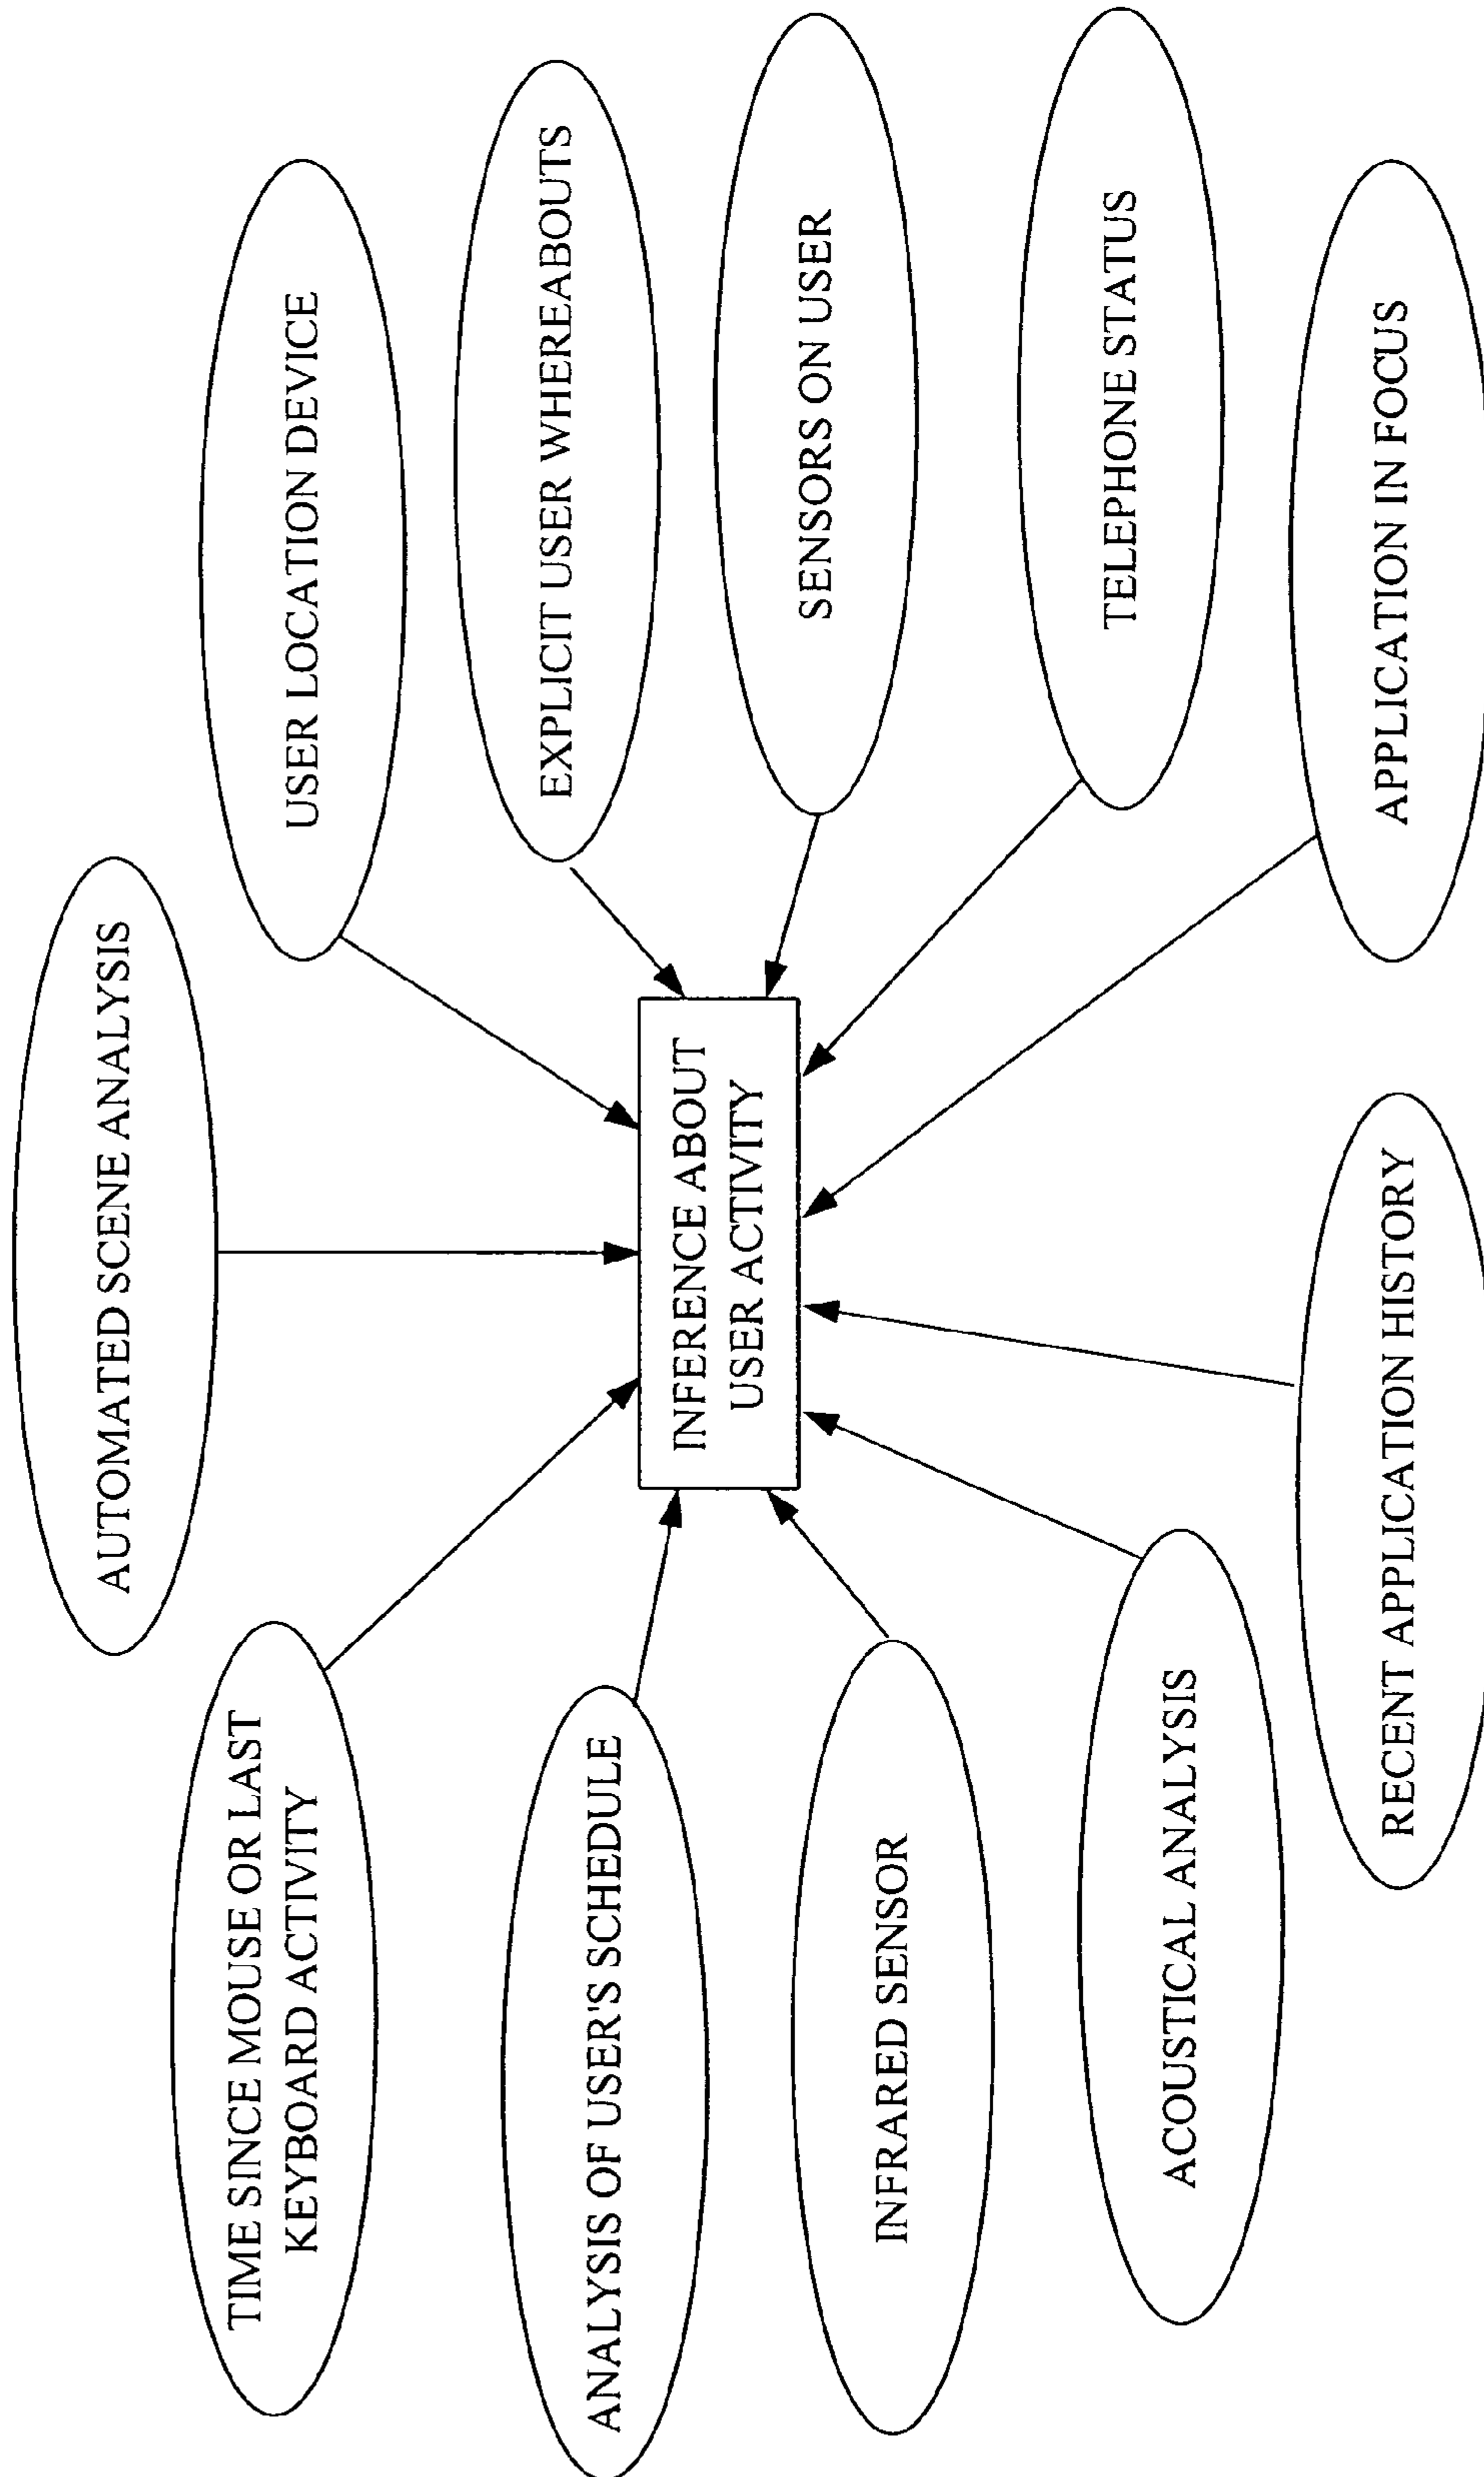 AUTOMATED SCENE ANALYSIS
TIME SINCE MOUSE OR LAST
KEYBOARD ACTIVITY
USER LOCATION DEVICE
ANALYSIS OF USER'S SCHEDULE
EXPLICIT USER WHEREABOUTS
INFERENCE ABOUT
USER ACTIVITY
INFRARED SENSOR
SENSORS ON USER
ACOUSTICAL ANALYSIS
TELEPHONE STATUS
RECENT APPLICATION HISTORY
APPLICATION IN FOCUS